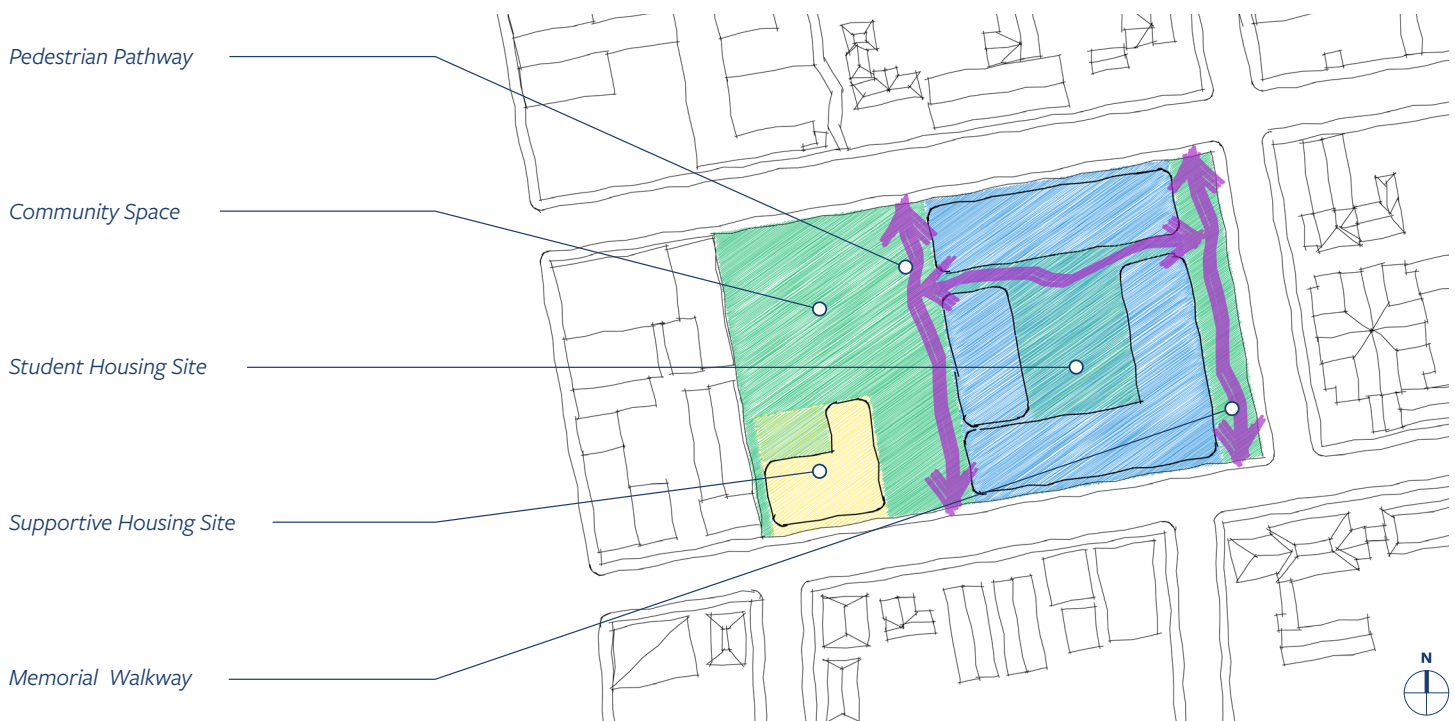 Pedestrian Pathway
Community Space
Student Housing Site
Supportive Housing Site
Memorial Walkway
N